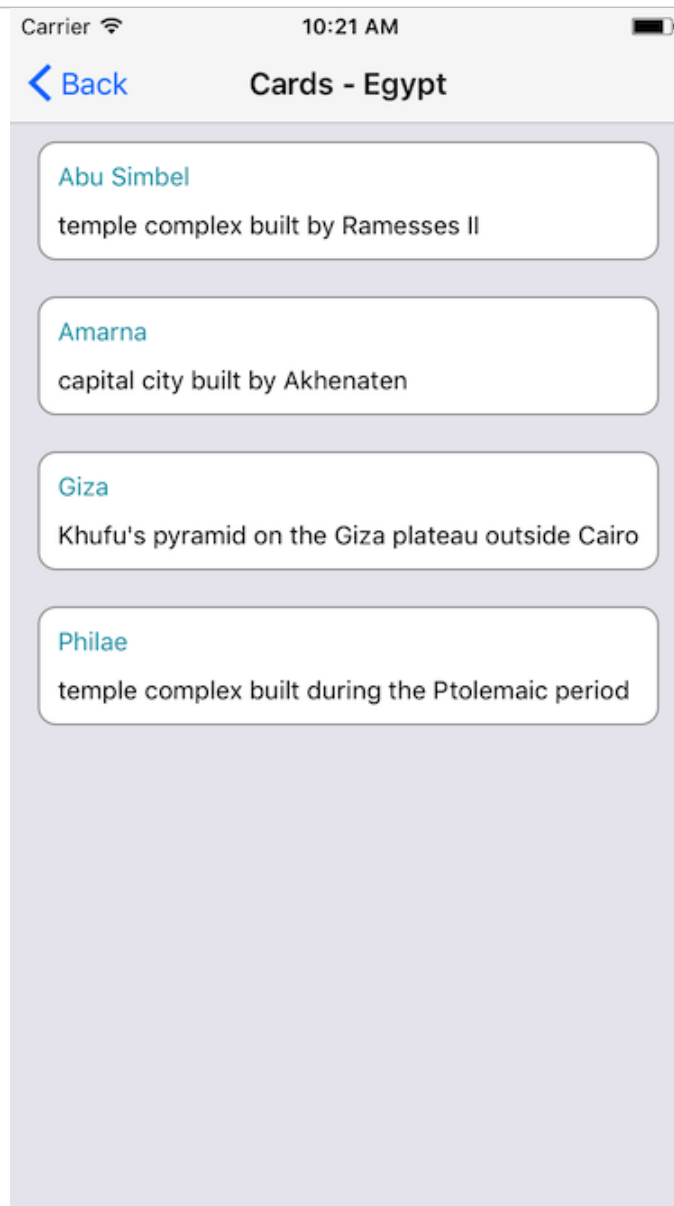 Carrier
10:21 AM
Back
Cards - Egypt
Abu Simbel
temple complex built by Ramesses II
Amarna
capital city built by Akhenaten
Giza
Khufu's pyramid on the Giza plateau outside Cairo
Philae
temple complex built during the Ptolemaic period